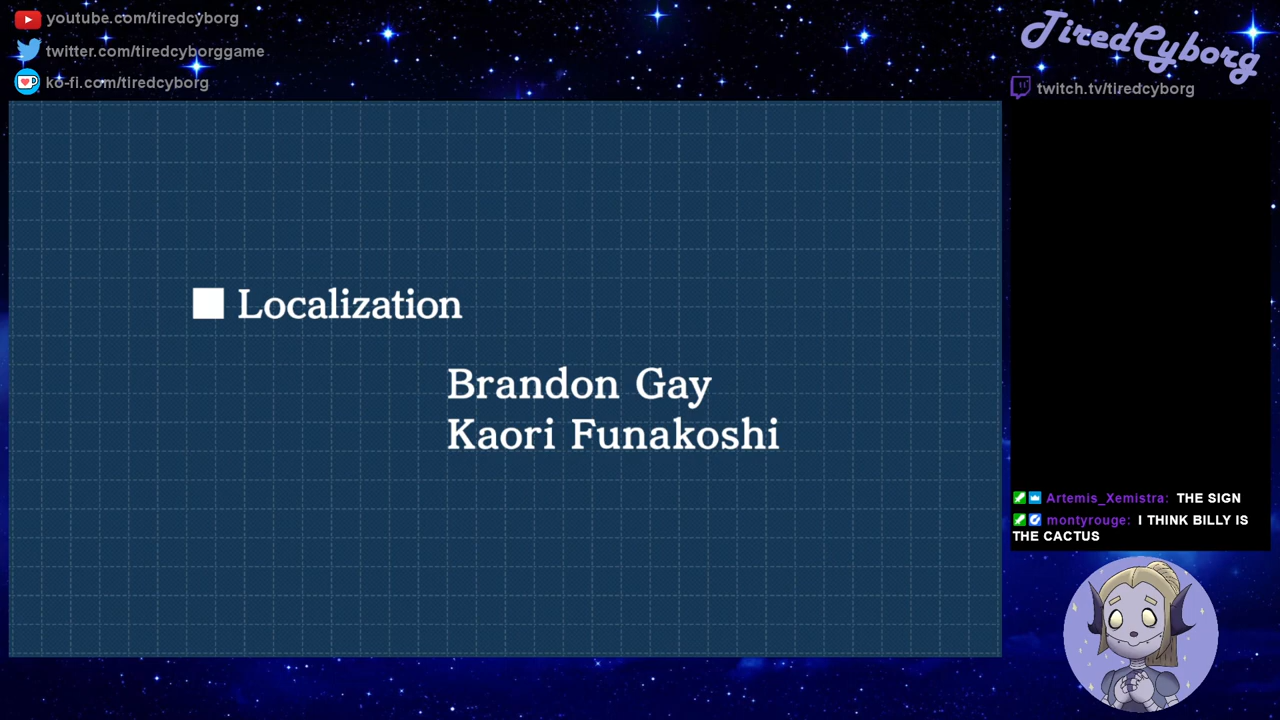 youtube.com/tiredcyborg
twitter.com/tiredcyborggame
ko-fi.com/tiredcyborg
TiredCyborg
twitch.tv/tiredcyborg
■ Localization
Brandon Gay
Kaori Funakoshi
Artemis_Xemistra: THE SIGN
montyrouge: I THINK BILLY IS
THE CACTUS